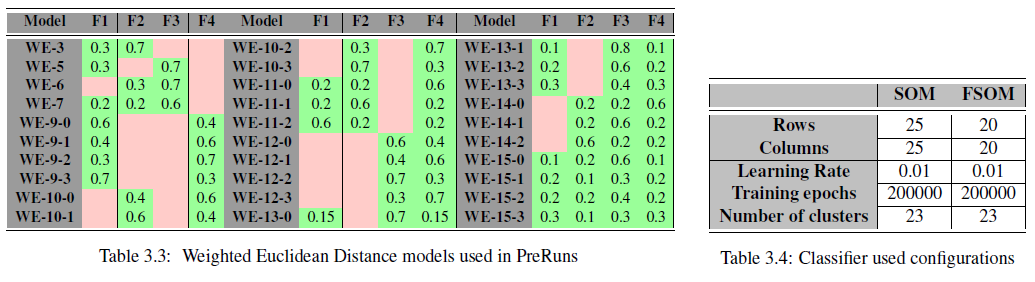 Model F1 F2 F3 F4 Model F1 F2 F3 F4 Model F1 F2 F3 F4
WE-3 0.3 0.7 WE-10-2 0.3 0.7 WE-13-1 0.1 0.8 0.1
WE-5 0.3 0.7 WE-10-3 0.7 0.3 WE-13-2 0.2 0.6 0.2
WE-6 0.3 0.7 WE-11-0 0.2 0.2 0.6 WE-13-3 0.3 0.4 0.3
WE-7 0.2 0.2 0.6 WE-11-1 0.2 0.6 0.2 WE-14-0 0.2 0.2 0.6
WE-9-0 0.6 0.4 WE-11-2 0.6 0.2 0.2 WE-14-1 0.2 0.6 0.2
WE-9-1 0.4 0.6 WE-12-0 0.6 0.4 WE-14-2 0.6 0.2 0.2
WE-9-2 0.3 0.7 WE-12-1 0.4 0.6 WE-15-0 0.1 0.2 0.6 0.1
WE-9-3 0.7 0.3 WE-12-2 0.7 0.3 WE-15-1 0.2 0.1 0.3 0.2
WE-10-0 0.4 0.6 WE-12-3 0.3 0.7 WE-15-2 0.2 0.2 0.4 0.2
WE-10-1 0.6 0.4 WE-13-0 0.15 0.7 0.15 WE-15-3 0.3 0.1 0.3 0.3
Table 3.3: Weighted Euclidean Distance models used in PreRuns
SOM FSOM
Rows 25 20
Columns 25 20
Learning Rate 0.01 0.01
Training epochs 200000 200000
Number of clusters 23 23
Table 3.4: Classifier used configurations